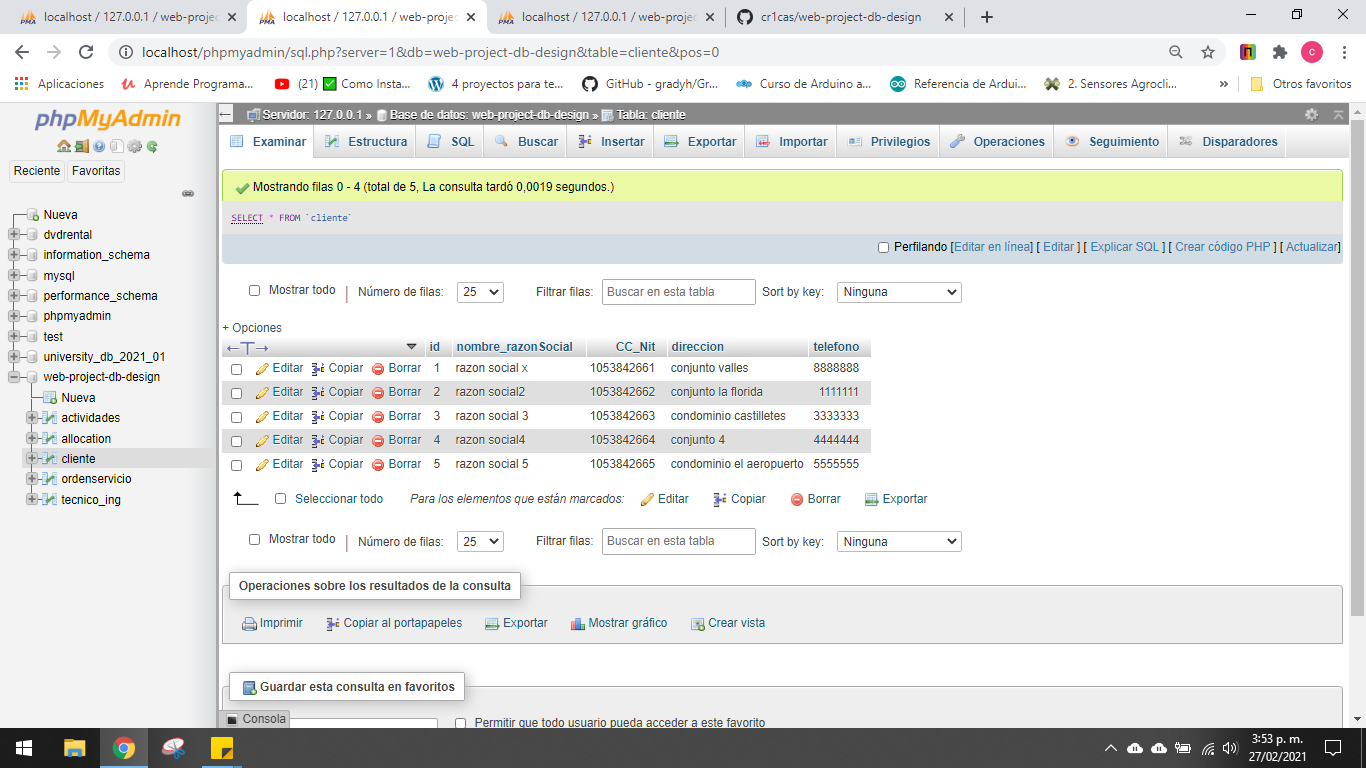 localhost / 127.0.0.1 / web-projec
localhost / 127.0.0.1 / web-projec
localhost / 127.0.0.1 / web-projec
cr1cas/web-project-db-design
localhost/phpmyadmin/sql.php?server=1&db=web-project-db-design&table=cliente&pos=0
c
Aplicaciones
Aprende Programa...
(21) ✅ Como Insta...
4 proyectos para te...
GitHub - gradyh/Gr...
Curso de Arduino a...
Referencia de Ardui...
2. Sensores Agrocli...
»
Otros favoritos
phpMyAdmin
Reciente
Favoritas
Nueva
dvdrental
information_schema
mysql
performance_schema
phpmyadmin
test
university_db_2021_01
web-project-db-design
Nueva
actividades
allocation
cliente
ordenservicio
tecnico_ing
Servidor: 127.0.0.1 » Base de datos: web-project-db-design » Tabla: cliente
Examinar
Estructura
SQL
Buscar
Insertar
Exportar
Importar
Privilegios
Operaciones
Seguimiento
Disparadores
Mostrando filas 0 - 4 (total de 5, La consulta tardó 0,0019 segundos.)
SELECT * FROM `cliente`
Perfilando [Editar en línea] [ Editar ] [ Explicar SQL ] [ Crear código PHP ] [ Actualizar]
Mostrar todo | Número de filas: 25 Filtrar filas: Buscar en esta tabla Sort by key: Ninguna
+ Opciones
←T→ id nombre_razonSocial CC_Nit direccion telefono
Editar Copiar Borrar 1 razon social x 1053842661 conjunto valles 8888888
Editar Copiar Borrar 2 razon social2 1053842662 conjunto la florida 1111111
Editar Copiar Borrar 3 razon social 3 1053842663 condominio castilletes 3333333
Editar Copiar Borrar 4 razon social4 1053842664 conjunto 4 4444444
Editar Copiar Borrar 5 razon social 5 1053842665 condominio el aeropuerto 5555555
Seleccionar todo Para los elementos que están marcados: Editar Copiar Borrar Exportar
Mostrar todo | Número de filas: 25 Filtrar filas: Buscar en esta tabla Sort by key: Ninguna
Operaciones sobre los resultados de la consulta
Imprimir Copiar al portapapeles Exportar Mostrar gráfico Crear vista
Guardar esta consulta en favoritos
Consola
Permitir que todo usuario pueda acceder a este favorito
3:53 p. m.
27/02/2021